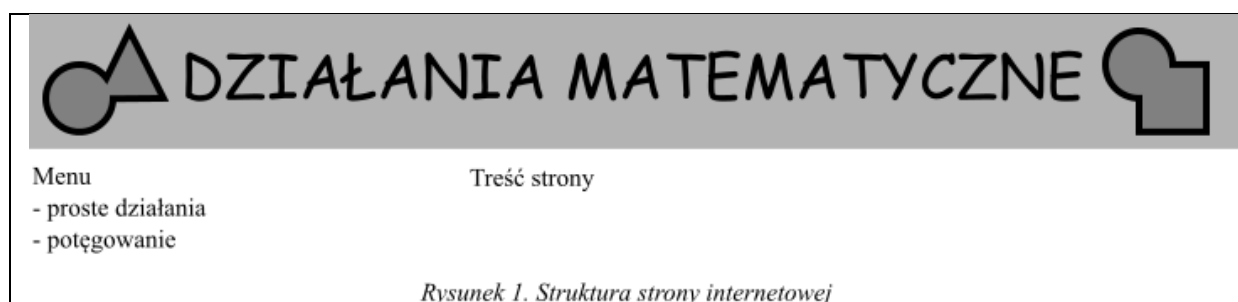 DZIAŁANIA MATEMATYCZNE
Menu
Treść strony
- proste działania
- potęgowanie
Rysunek 1. Struktura strony internetowej